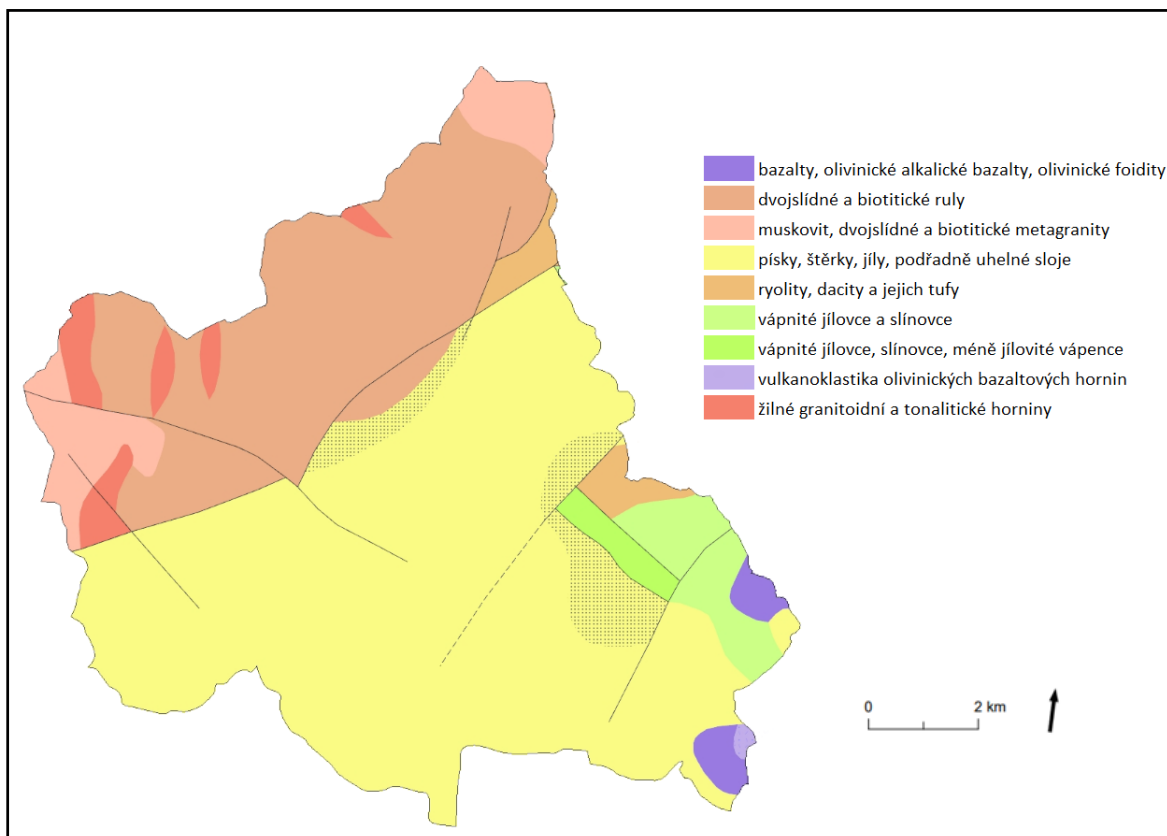 bazalty, olivinické alkalické bazalty, olivinické foidity
dvojslídné a biotitické ruly
muskovit, dvojslídné a biotitické metagranity
písky, štěrky, jíly, podřadně uhelné sloje
ryolity, dacity a jejich tufy
vápnité jílovce a slínovce
vápnité jílovce, slínovce, méně jílovité vápence
vulkanoklastika olivinických bazaltových hornin
žilné granitoidní a tonalitické horniny
0 2 km